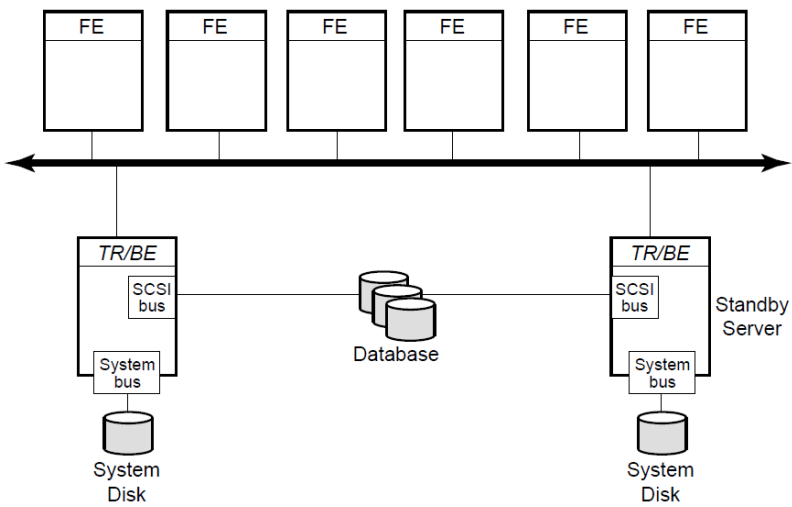 FE
FE
FE
FE
FE
FE
TR/BE
TR/BE
SCSI
bus
SCSI
bus
Standby
Server
Database
System
bus
System
bus
System
Disk
System
Disk